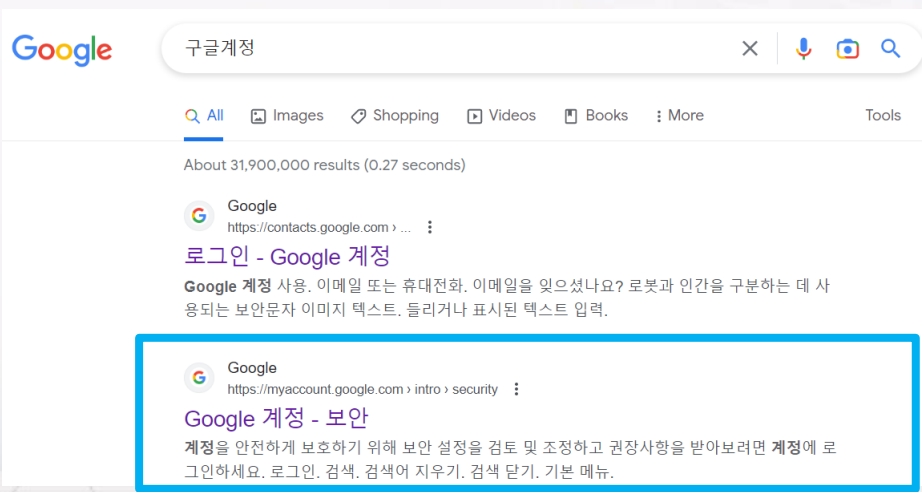 Google
구글계정
All Images Shopping Videos Books More Tools
About 31,900,000 results (0.27 seconds)
Google
https://contacts.google.com › ...
로그인 - Google 계정
Google 계정 사용. 이메일 또는 휴대전화. 이메일을 잊으셨나요? 로봇과 인간을 구분하는 데 사
용되는 보안문자 이미지 텍스트. 들리거나 표시된 텍스트 입력.
Google
https://myaccount.google.com › intro › security
Google 계정 - 보안
계정을 안전하게 보호하기 위해 보안 설정을 검토 및 조정하고 권장사항을 받아보려면 계정에 로
그인하세요. 로그인. 검색. 검색어 지우기. 검색 닫기. 기본 메뉴.